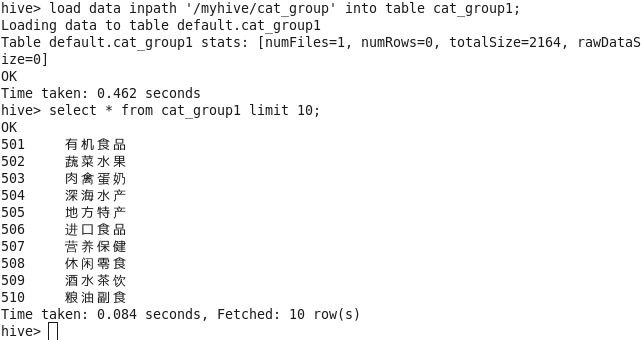 hive> load data inpath '/myhive/cat_group' into table cat_group1;
Loading data to table default.cat_group1
Table default.cat_group1 stats: [numFiles=1, numRows=0, totalSize=2164, rawDataS
ize=0]
OK
Time taken: 0.462 seconds
hive> select * from cat_group1 limit 10;
OK
501 有机食品
502 蔬菜水果
503 肉禽蛋奶
504 深海水产
505 地方特产
506 进口食品
507 营养保健
508 休闲零食
509 酒水茶饮
510 粮油副食
Time taken: 0.084 seconds, Fetched: 10 row(s)
hive>